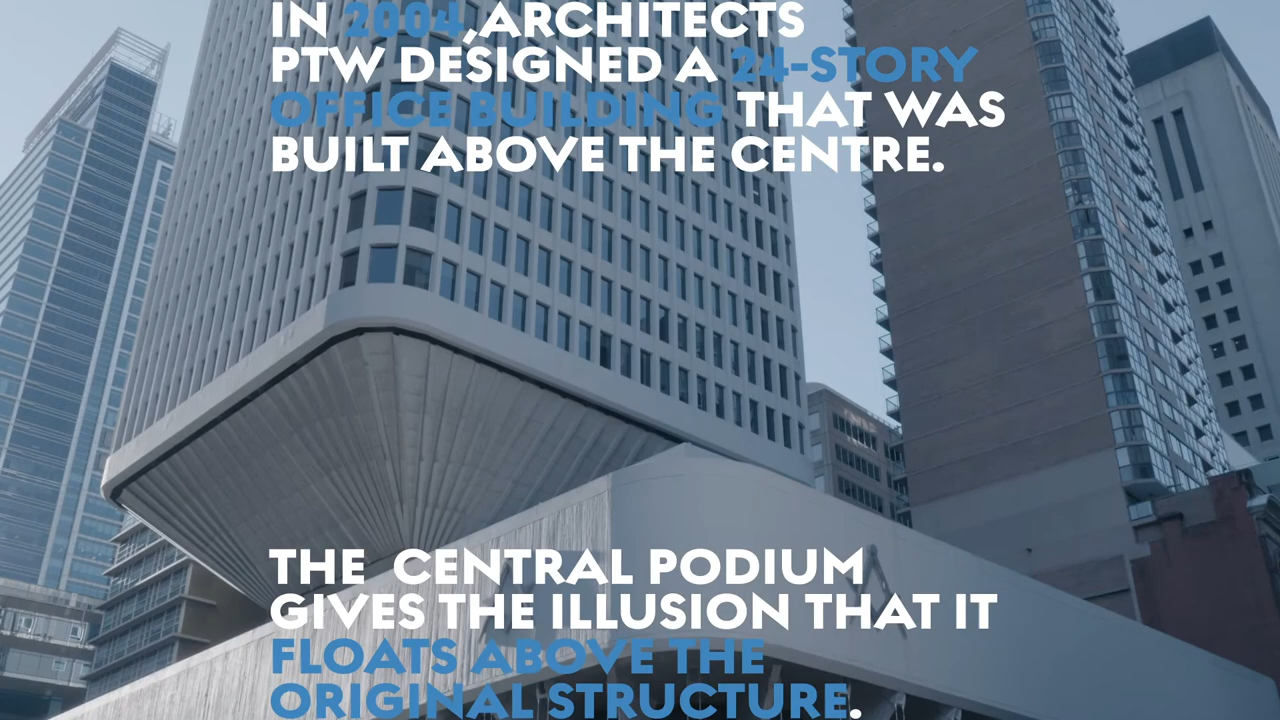 IN 2004,ARCHITECTS
PTW DESIGNED A 24-STORY
OFFICE BUILDING THAT WAS
BUILT ABOVE THE CENTRE.
THE  CENTRAL PODIUM
GIVES THE ILLUSION THAT IT
FLOATS ABOVE THE
ORIGINAL STRUCTURE.